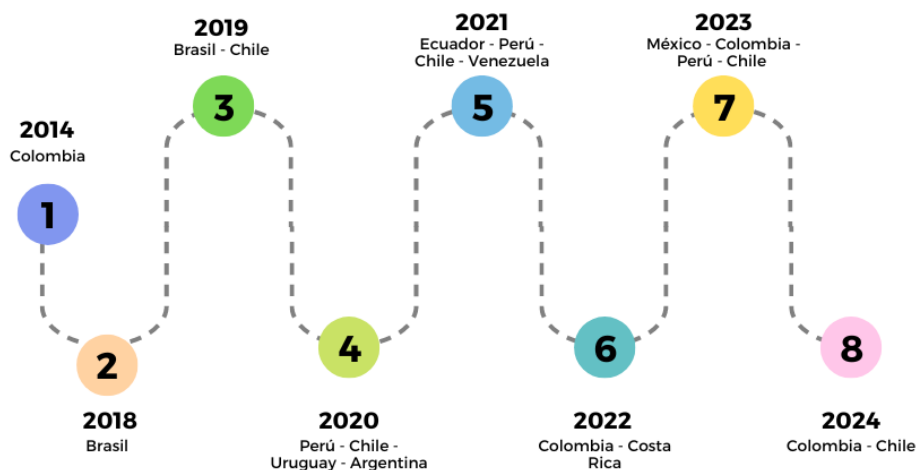 1
2014
Colombia
2
2018
Brasil
3
2019
Brasil - Chile
4
2020
Perú - Chile -
Uruguay - Argentina
5
2021
Ecuador - Perú -
Chile - Venezuela
6
2022
Colombia - Costa
Rica
7
2023
México - Colombia -
Perú - Chile
8
2024
Colombia - Chile